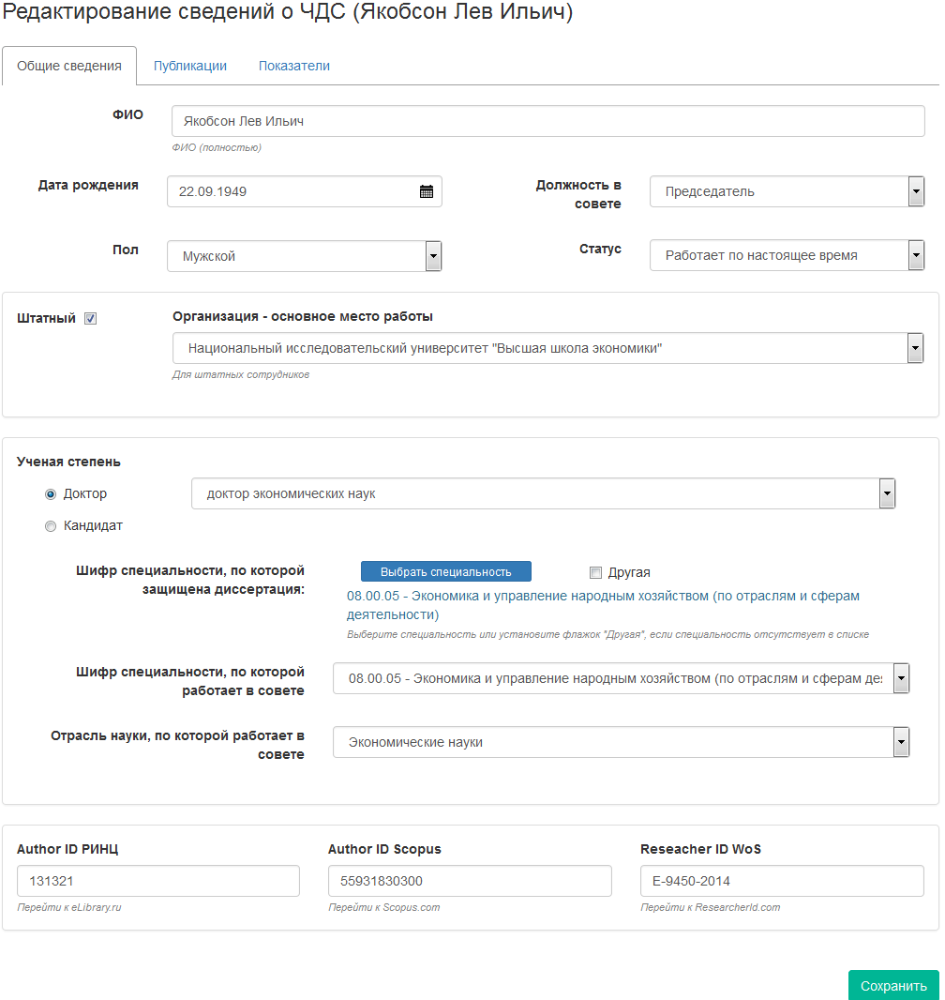 Редактирование сведений о ЧДС (Якобсон Лев Ильич)
Общие сведения
Публикации
Показатели
ФИО
Якобсон Лев Ильич
ФИО (полностью)
Дата рождения
22.09.1949
Должность в
совете
Председатель
Пол
Мужской
Статус
Работает по настоящее время
Штатный
Организация - основное место работы
Национальный исследовательский университет "Высшая школа экономики"
Для штатных сотрудников
Ученая степень
Доктор
доктор экономических наук
Кандидат
Шифр специальности, по которой
защищена диссертация:
Выбрать специальность
Другая
08.00.05 - Экономика и управление народным хозяйством (по отраслям и сферам
деятельности)
Выберите специальность или установите флажок "Другая", если специальность отсутствует в списке
Шифр специальности, по которой
работает в совете
08.00.05 - Экономика и управление народным хозяйством (по отраслям и сферам дея
Отрасль науки, по которой работает в
совете
Экономические науки
Author ID РИНЦ
Author ID Scopus
Reseacher ID WoS
131321
55931830300
E-9450-2014
Перейти к eLibrary.ru
Перейти к Scopus.com
Перейти к ResearcherId.com
Сохранить